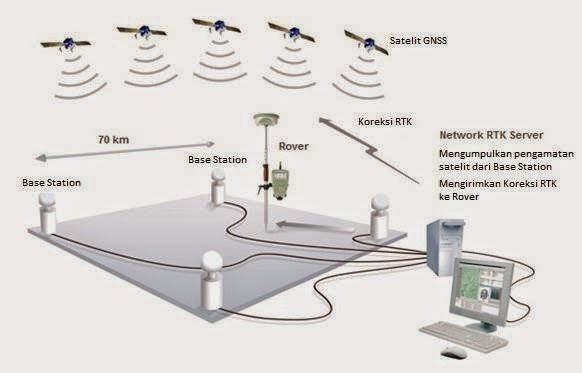 Satelit GNSS
Koreksi RTK
70 km
Rover
Network RTK Server
Mengumpulkan pengamatan
satelit dari Base Station
Mengirimkan Koreksi RTK
ke Rover
Base Station
Base Station